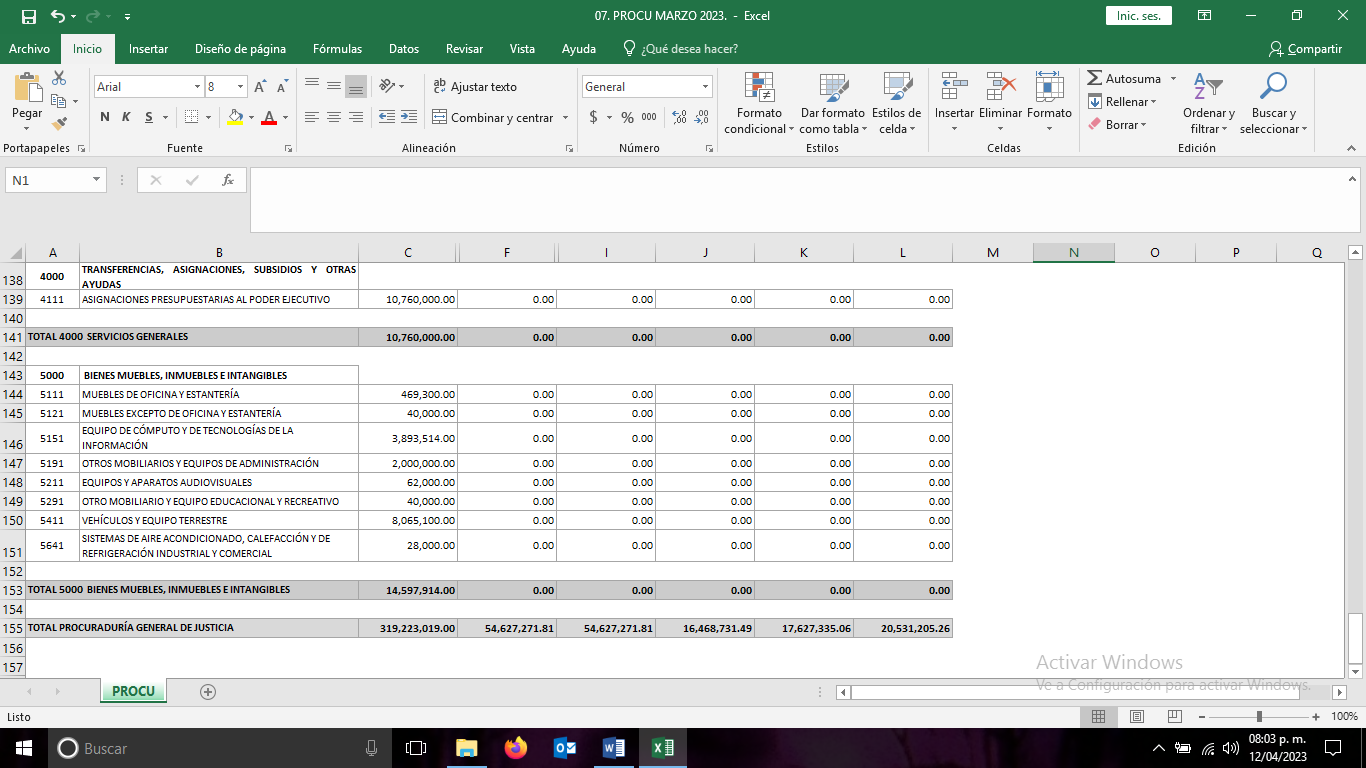 07. PROCU MARZO 2023. - Excel
Inic. ses.
Archivo Inicio Insertar Diseño de página Fórmulas Datos Revisar Vista Ayuda ¿Qué desea hacer? Compartir
Pegar
Arial 8
N K S
Ajustar texto
Combinar y centrar
General
$ % 000
Formato condicional
Dar formato como tabla
Estilos de celda
Insertar Eliminar Formato
Autosuma
Rellenar
Borrar
Ordenar y filtrar
Buscar y seleccionar
Portapapeles Fuente Alineación Número Estilos Celdas Edición
N1 fx
A B C F I J K L M N O P Q
138 4000 TRANSFERENCIAS, ASIGNACIONES, SUBSIDIOS Y OTRAS
AYUDAS
139 4111 ASIGNACIONES PRESUPUESTARIAS AL PODER EJECUTIVO 10,760,000.00 0.00 0.00 0.00 0.00 0.00
140
141 TOTAL 4000 SERVICIOS GENERALES 10,760,000.00 0.00 0.00 0.00 0.00 0.00
142
143 5000 BIENES MUEBLES, INMUEBLES E INTANGIBLES
144 5111 MUEBLES DE OFICINA Y ESTANTERÍA 469,300.00 0.00 0.00 0.00 0.00 0.00
145 5121 MUEBLES EXCEPTO DE OFICINA Y ESTANTERÍA 40,000.00 0.00 0.00 0.00 0.00 0.00
146 5151 EQUIPO DE CÓMPUTO Y DE TECNOLOGÍAS DE LA
INFORMACIÓN 3,893,514.00 0.00 0.00 0.00 0.00 0.00
147 5191 OTROS MOBILIARIOS Y EQUIPOS DE ADMINISTRACIÓN 2,000,000.00 0.00 0.00 0.00 0.00 0.00
148 5211 EQUIPOS Y APARATOS AUDIOVISUALES 62,000.00 0.00 0.00 0.00 0.00 0.00
149 5291 OTRO MOBILIARIO Y EQUIPO EDUCACIONAL Y RECREATIVO 40,000.00 0.00 0.00 0.00 0.00 0.00
150 5411 VEHÍCULOS Y EQUIPO TERRESTRE 8,065,100.00 0.00 0.00 0.00 0.00 0.00
151 5641 SISTEMAS DE AIRE ACONDICIONADO, CALEFACCIÓN Y DE
REFRIGERACIÓN INDUSTRIAL Y COMERCIAL 28,000.00 0.00 0.00 0.00 0.00 0.00
152
153 TOTAL 5000 BIENES MUEBLES, INMUEBLES E INTANGIBLES 14,597,914.00 0.00 0.00 0.00 0.00 0.00
154
155 TOTAL PROCURADURÍA GENERAL DE JUSTICIA 319,223,019.00 54,627,271.81 54,627,271.81 16,468,731.49 17,627,335.06 20,531,205.26
156
157
Activar Windows
Ve a Configuración para activar Windows.
PROCU
Listo 100%
Buscar
08:03 p. m.
12/04/2023